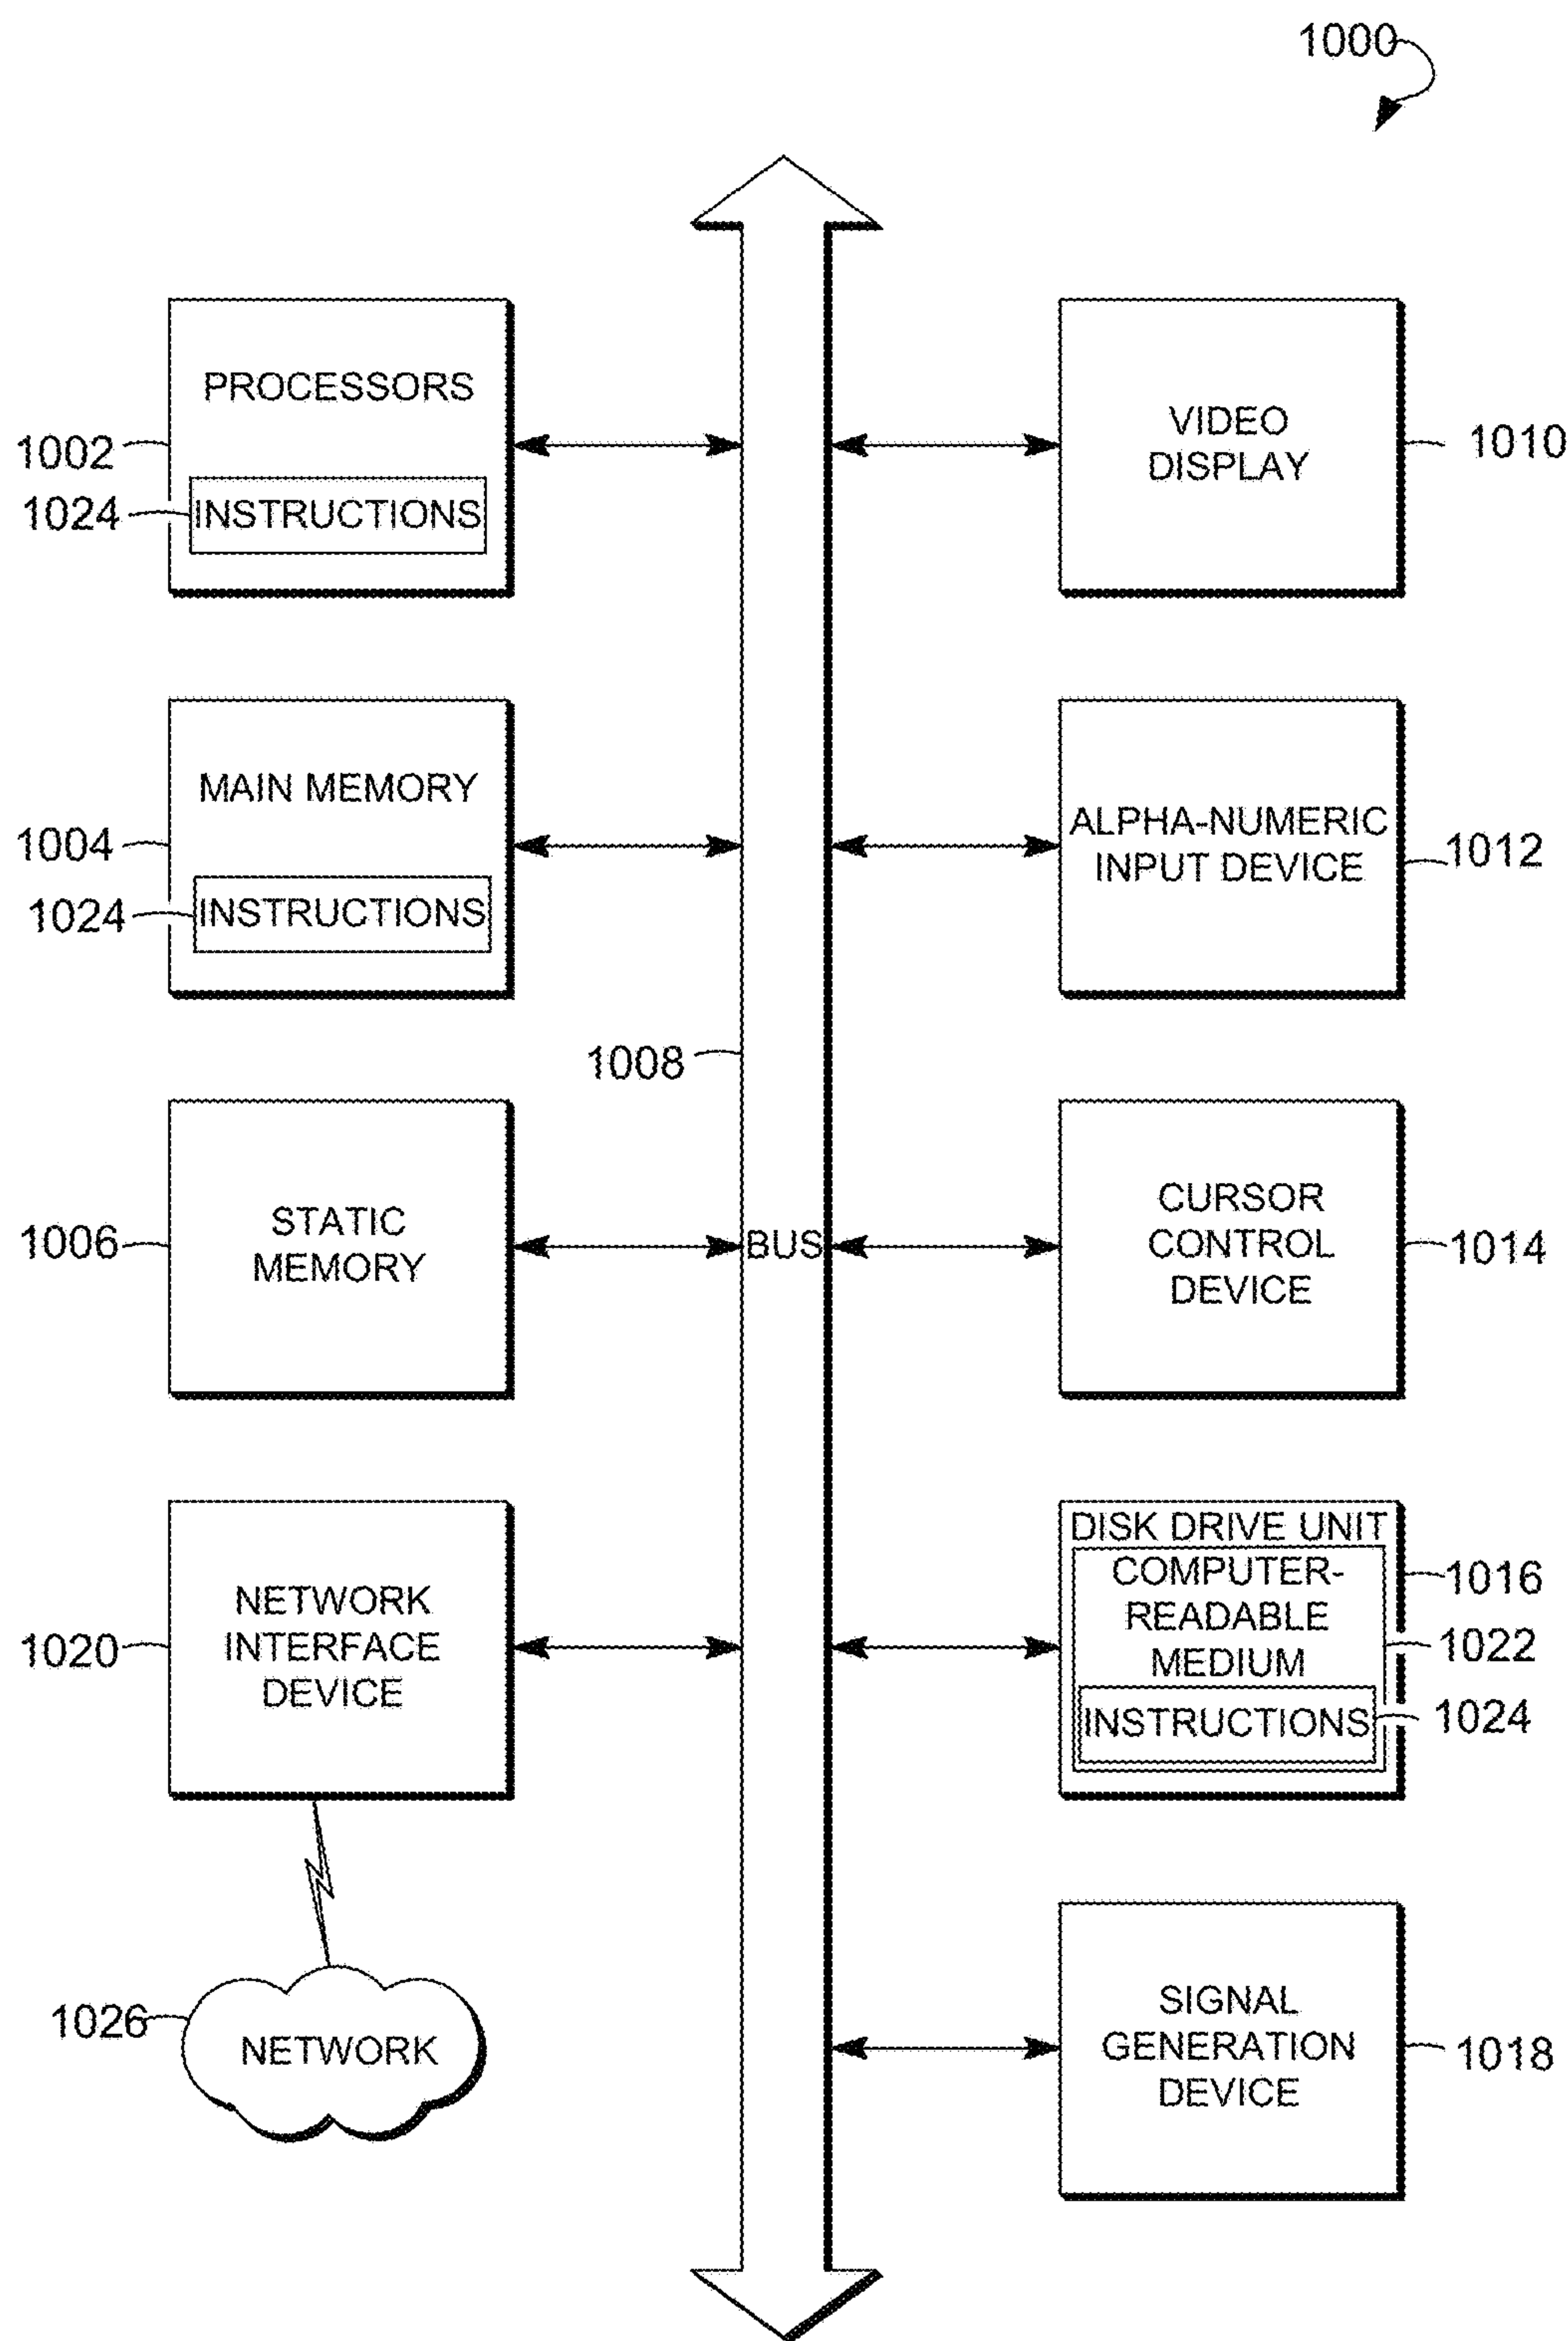 1000
PROCESSORS
1002
1024
INSTRUCTIONS
VIDEO
DISPLAY
1010
MAIN MEMORY
1004
1024
INSTRUCTIONS
ALPHA-NUMERIC
INPUT DEVICE
1012
1008
STATIC
MEMORY
1006
BUS
CURSOR
CONTROL
DEVICE
1014
NETWORK
INTERFACE
DEVICE
1020
DISK DRIVE UNIT
COMPUTER-
READABLE
MEDIUM
INSTRUCTIONS
1016
1022
1024
1026
NETWORK
SIGNAL
GENERATION
DEVICE
1018